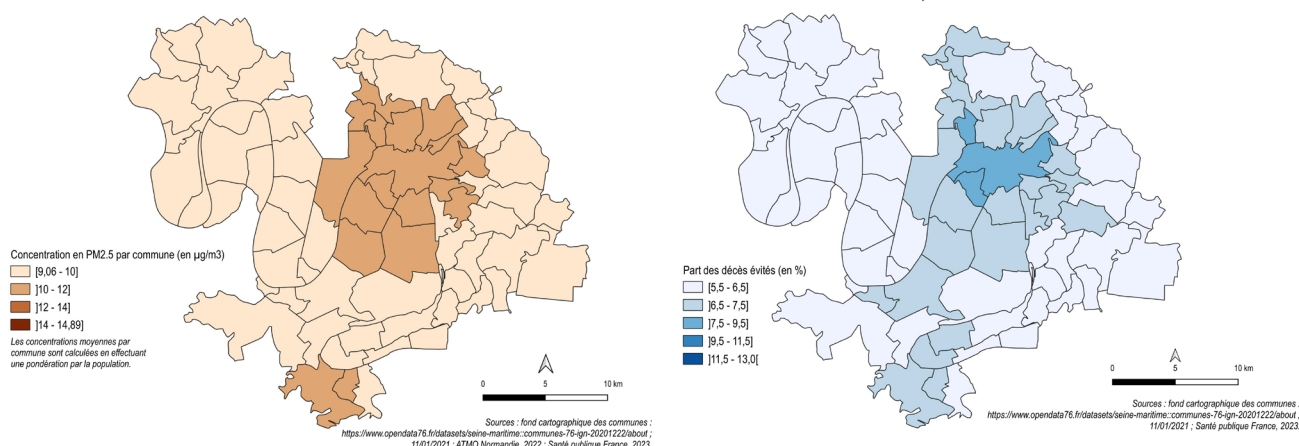 Concentration en PM2.5 par commune (en µg/m3)
[9,06 - 10]
]10 - 12]
]12 - 14]
]14 - 14,89]
Les concentrations moyennes par
commune sont calculées en effectuant
une pondération par la population.
0 5 10 km
Sources : fond cartographique des communes :
https://www.opendata76.fr/datasets/seine-maritime::communes-76-ign-20201222/about ;
11/01/2021 ; ATMO Normandie, 2022 ; Santé publique France, 2023.
Part des décès évités (en %)
[5,5 - 6,5]
]6,5 - 7,5]
]7,5 - 9,5]
]9,5 - 11,5]
]11,5 - 13,0[
0 5 10 km
Sources : fond cartographique des communes :
https://www.opendata76.fr/datasets/seine-maritime::communes-76-ign-20201222/about ;
11/01/2021 ; Santé publique France, 2023.